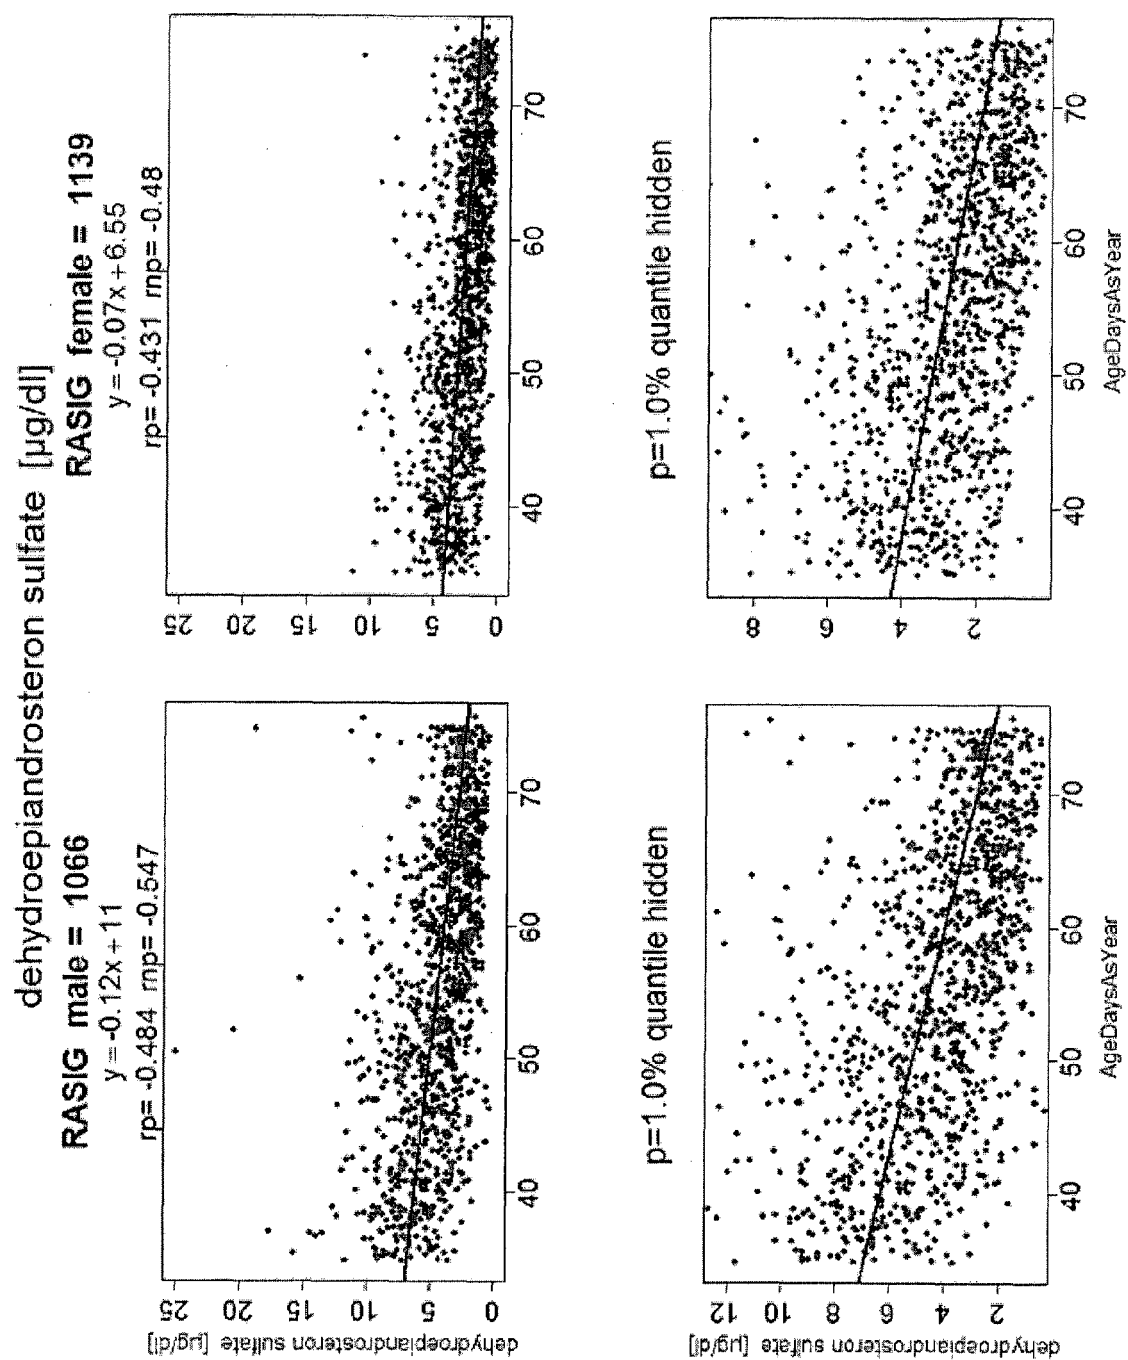 dehydroepiandrosteron sulfate [µg/dl]
RASIG male = 1066
y = -0.12x + 11
rp= -0.484 rnp= -0.547
RASIG female = 1139
y = -0.07x + 6.55
rp= -0.431 rnp= -0.48
dehydroepiandrosteron sulfate [µg/dl]
25
20
15
10
5
0
40
50
60
70
25
20
15
10
5
0
40
50
60
70
p=1.0% quantile hidden
p=1.0% quantile hidden
dehydroepiandrosteron sulfate [µg/dl]
12
10
8
6
4
2
40
50
60
70
AgeDaysAsYear
8
6
4
2
40
50
60
70
AgeDaysAsYear